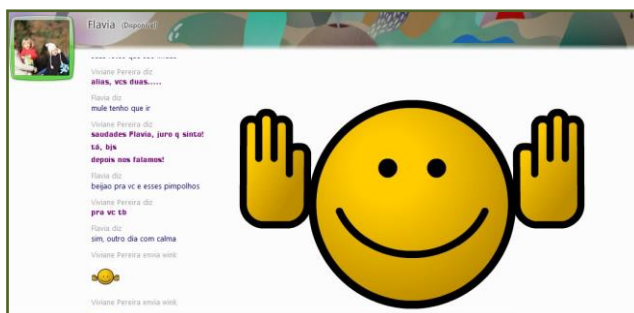 Flavia (Disponível)
Viviane Pereira diz
alias, vcs duas.....
Flavia diz
mule tenho que ir
Viviane Pereira diz
saudades Flavia, juro q sinto!
tá, bjs
depois nos falamos!
Flavia diz
beijao pra vc e esses pimpolhos
Viviane Pereira diz
pra vc tb
Flavia diz
sim, outro dia com calma
Viviane Pereira envia wink:
Viviane Pereira envia wink: